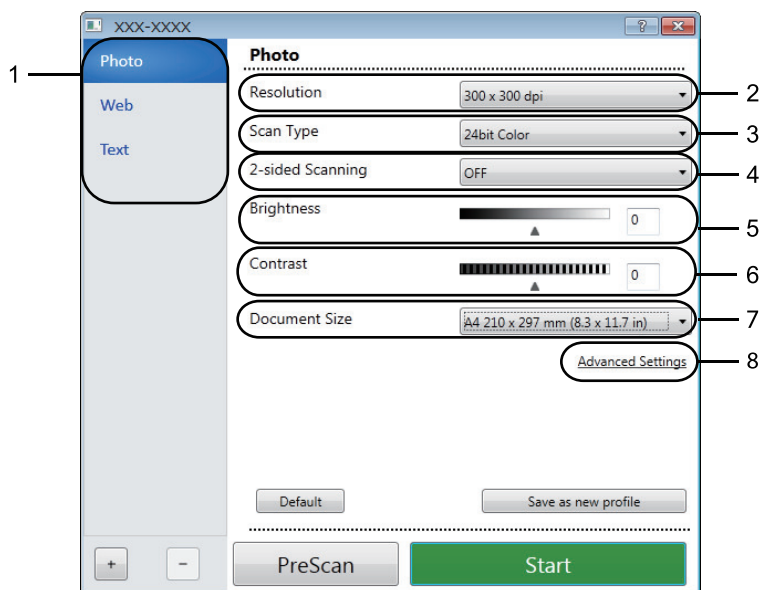 XXX-XXXX
?
1
Photo
Web
Text
Photo
Resolution
300 x 300 dpi
2
Scan Type
24bit Color
3
2-sided Scanning
OFF
4
Brightness
0
5
Contrast
0
6
Document Size
A4 210 x 297 mm (8.3 x 11.7 in)
7
Advanced Settings
8
Default
Save as new profile
+
−
PreScan
Start